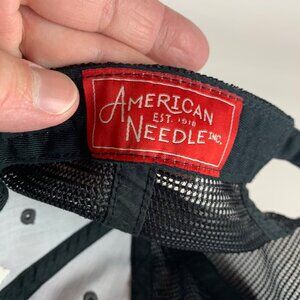 AMERICAN
EST. 1918
NEEDLE INC.